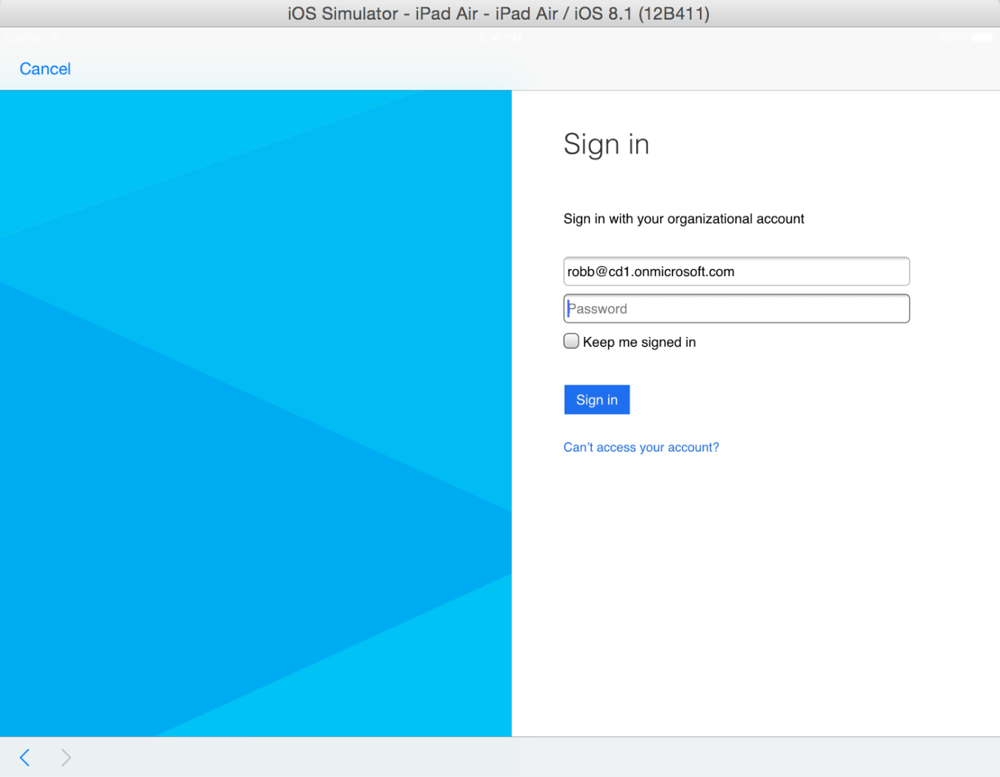 iOS Simulator - iPad Air - iPad Air / iOS 8.1 (12B411)
Carrier 2:16 PM 100%
Cancel
Sign in
Sign in with your organizational account
robb@cd1.onmicrosoft.com
Password
Keep me signed in
Sign in
Can't access your account?